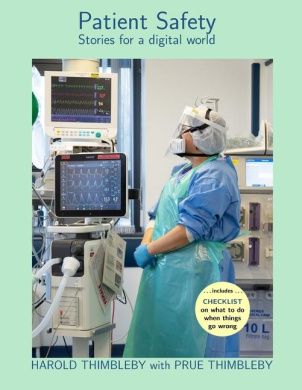 Patient Safety
Stories for a digital world
...includes...
CHECKLIST
on what to do
when things
go wrong
10 L
HAROLD THIMBLEBY with PRUE THIMBLEBY